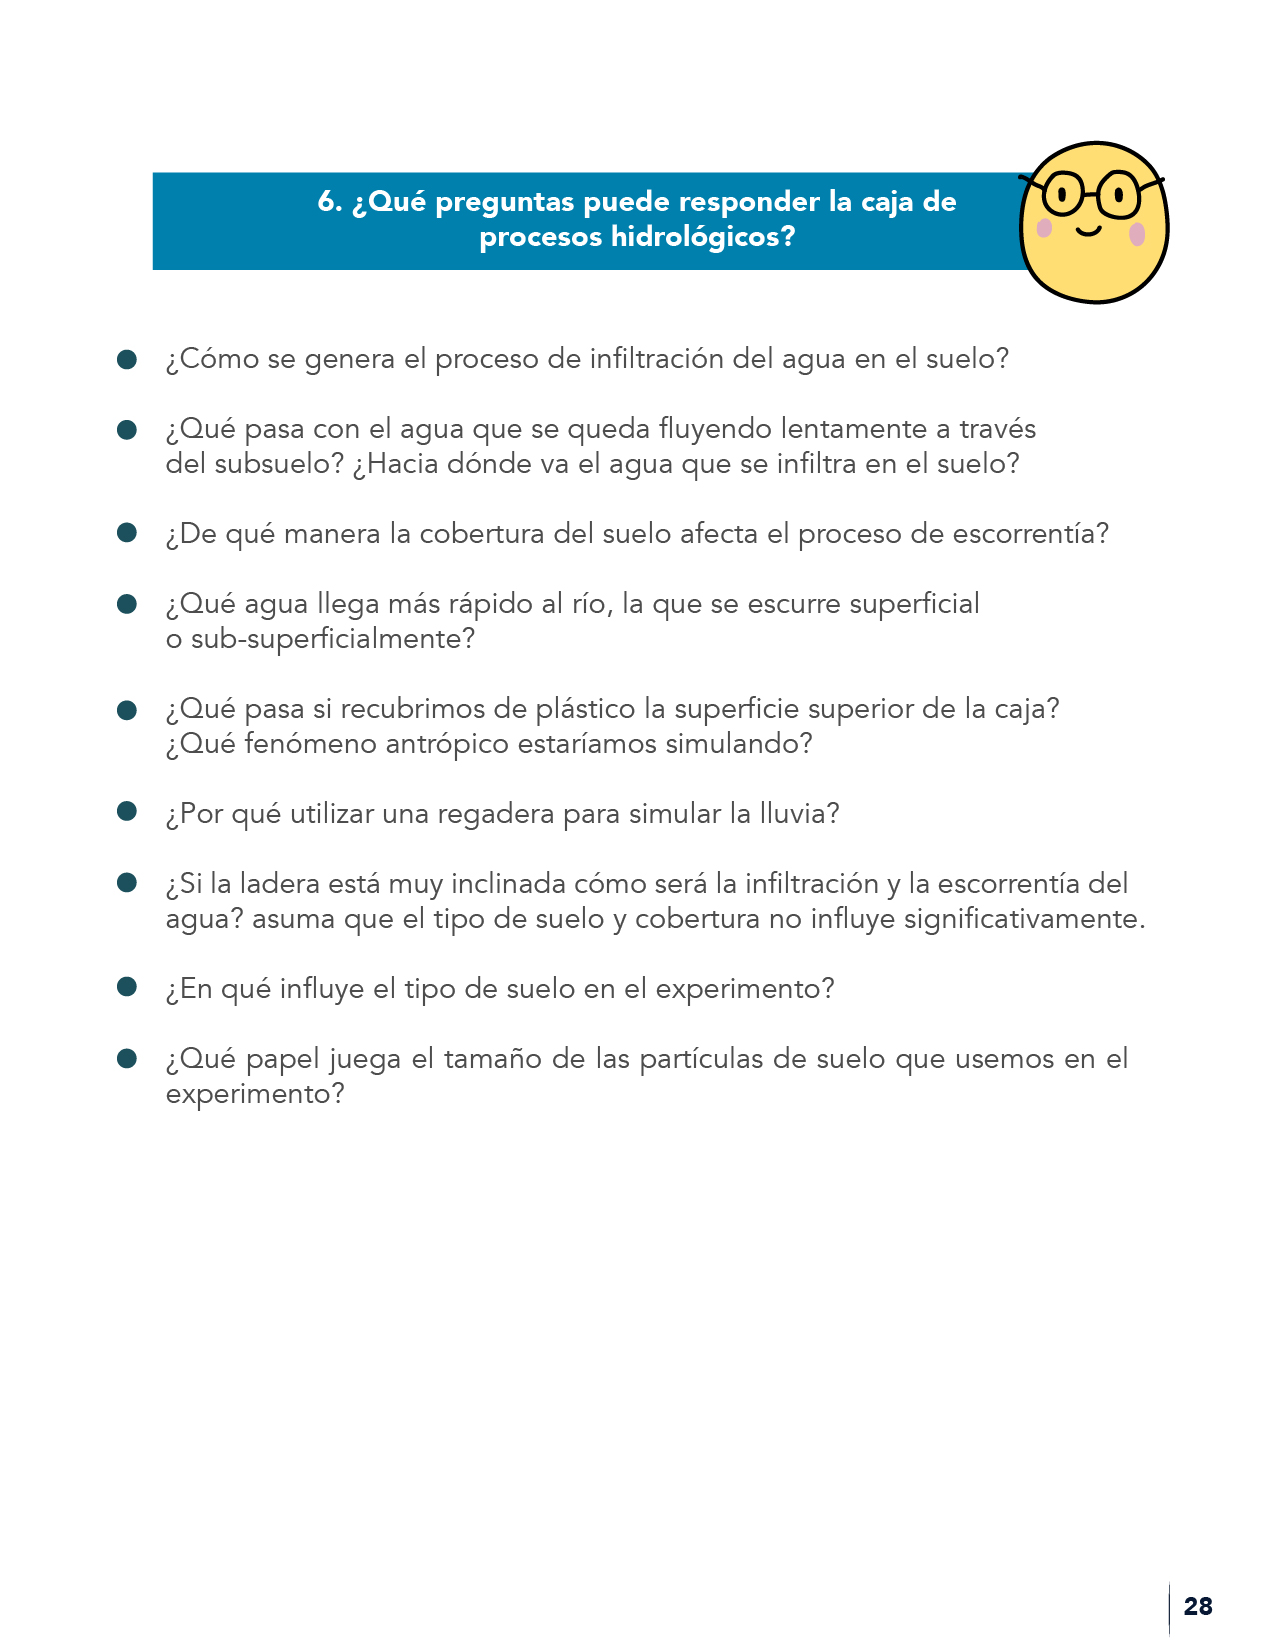 6. ¿Qué preguntas puede responder la caja de
procesos hidrológicos?
● ¿Cómo se genera el proceso de infiltración del agua en el suelo?
● ¿Qué pasa con el agua que se queda fluyendo lentamente a través
del subsuelo? ¿Hacia dónde va el agua que se infiltra en el suelo?
● ¿De qué manera la cobertura del suelo afecta el proceso de escorrentía?
● ¿Qué agua llega más rápido al río, la que se escurre superficial
o sub-superficialmente?
● ¿Qué pasa si recubrimos de plástico la superficie superior de la caja?
¿Qué fenómeno antrópico estaríamos simulando?
● ¿Por qué utilizar una regadera para simular la lluvia?
● ¿Si la ladera está muy inclinada cómo será la infiltración y la escorrentía del
agua? asuma que el tipo de suelo y cobertura no influye significativamente.
● ¿En qué influye el tipo de suelo en el experimento?
● ¿Qué papel juega el tamaño de las partículas de suelo que usemos en el
experimento?
28